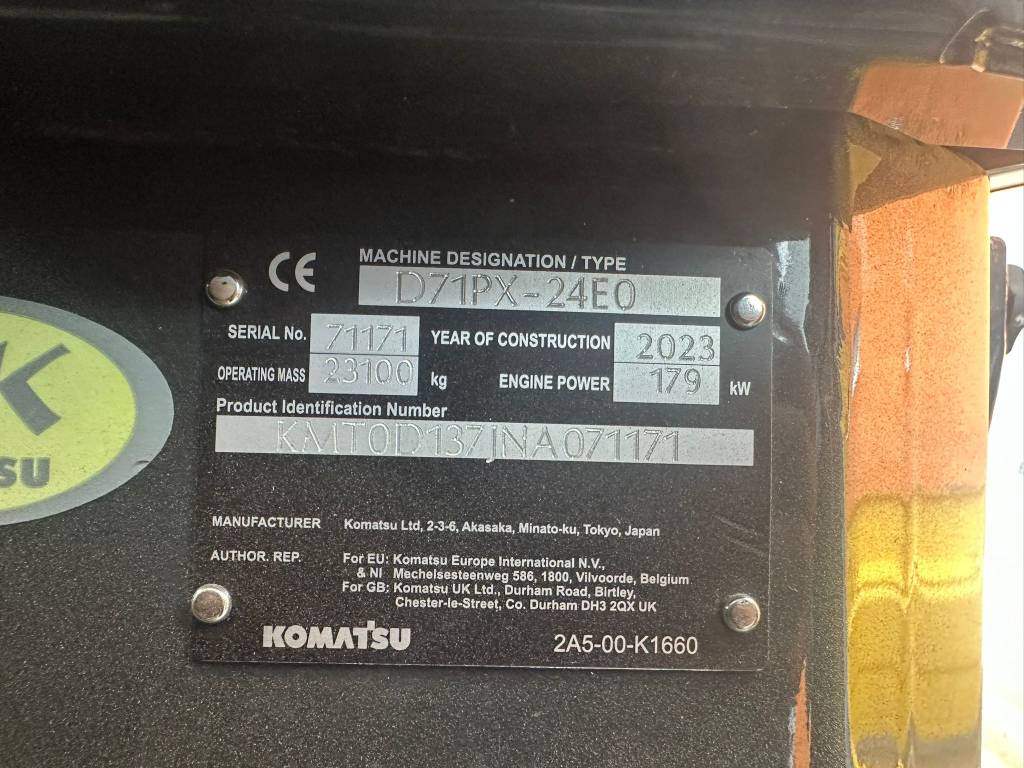 CE
MACHINE DESIGNATION / TYPE
D71PX-24E0
SERIAL No. 71171 YEAR OF CONSTRUCTION 2023
OPERATING MASS 23100 kg ENGINE POWER 179 kW
Product Identification Number
KMT0D137JNA071171
MANUFACTURER Komatsu Ltd, 2-3-6, Akasaka, Minato-ku, Tokyo, Japan
AUTHOR. REP. For EU: Komatsu Europe International N.V.,
& NI Mechelsesteenweg 586, 1800, Vilvoorde, Belgium
For GB: Komatsu UK Ltd., Durham Road, Birtley,
Chester-le-Street, Co. Durham DH3 2QX UK
KOMATSU 2A5-00-K1660
K
SU